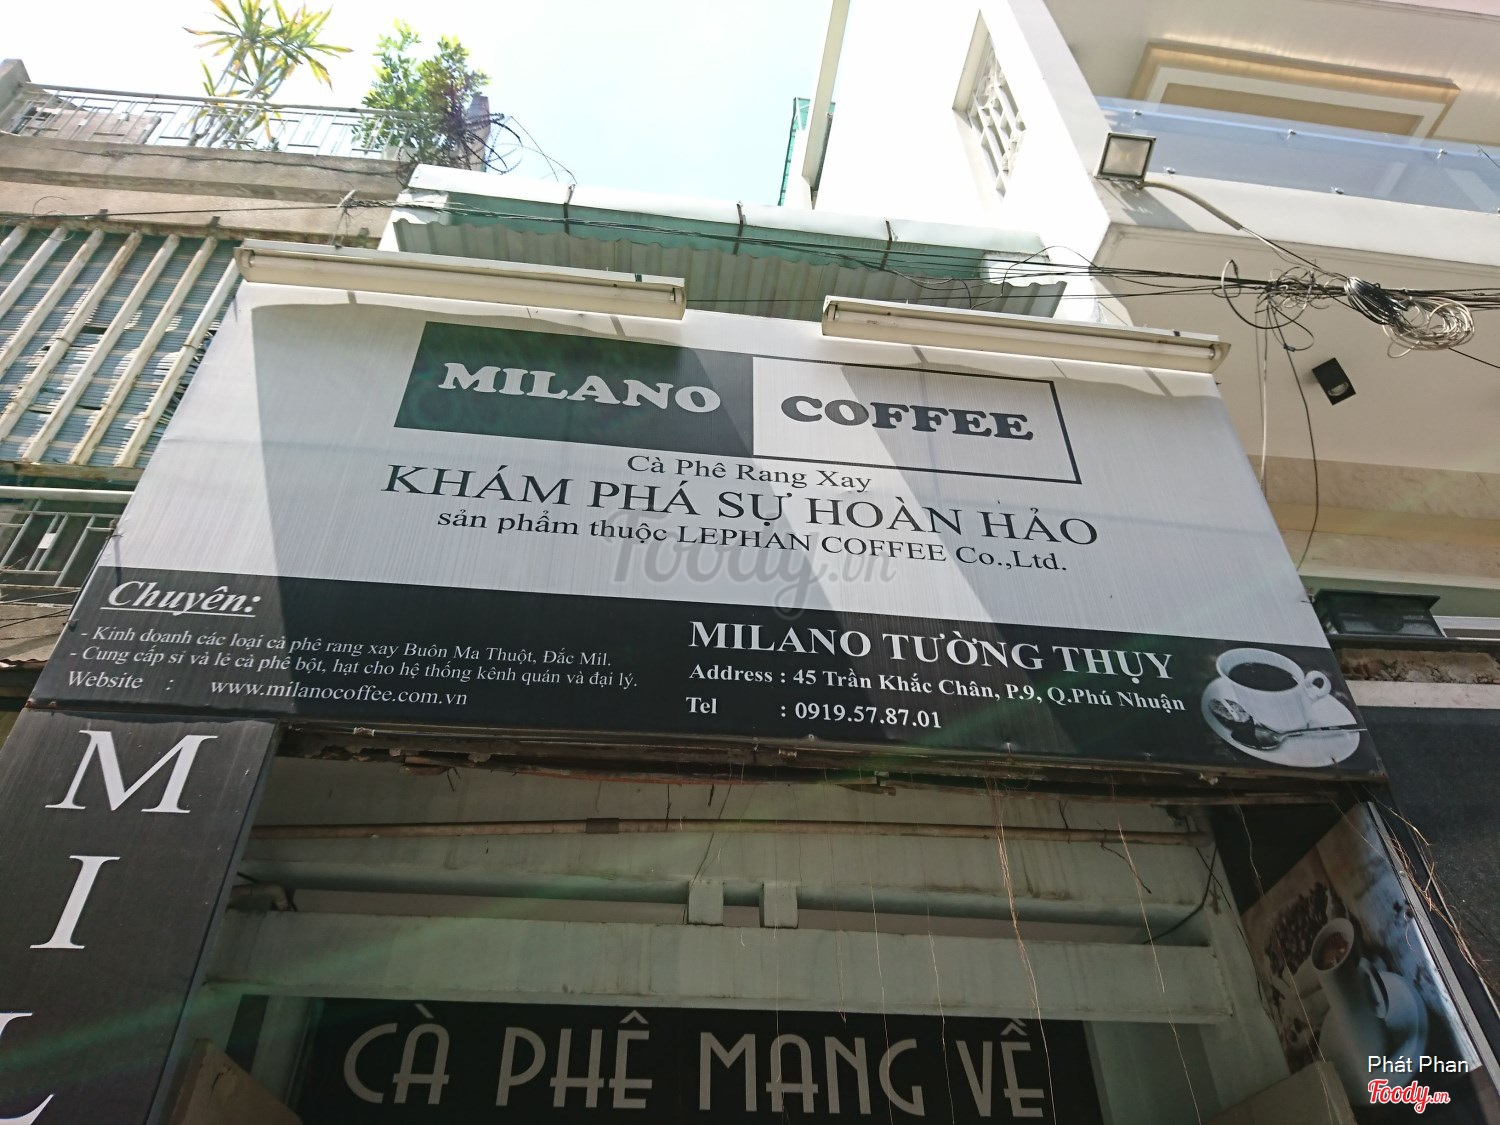 MILANO COFFEE
Cà Phê Rang Xay
KHÁM PHÁ SỰ HOÀN HẢO
sản phẩm thuộc LEPHAN COFFEE Co.,Ltd.
Chuyên:
- Kinh doanh các loại cà phê rang xay Buôn Ma Thuột, Đắc Mil.
- Cung cấp sỉ và lẻ cà phê bột, hạt cho hệ thống kênh quán và đại lý.
Website : www.milanocoffee.com.vn
MILANO TƯỜNG THỤY
Address : 45 Trần Khắc Chân, P.9, Q.Phú Nhuận
Tel : 0919.57.87.01
M
I
L
CÀ PHÊ MANG VỀ
Foody.vn
Phát Phan
Foody.vn